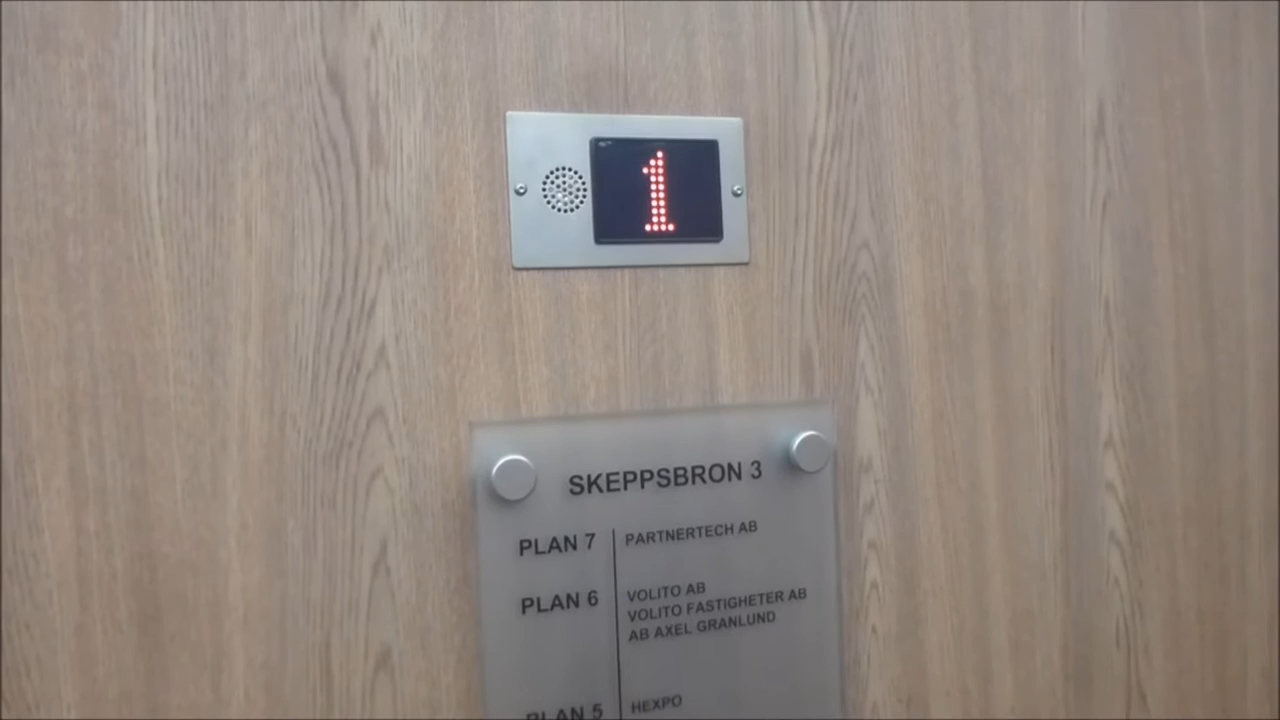 1
SKEPPSBRON 3
PLAN 7 PARTNERTECH AB
PLAN 6 VOLITO AB
VOLITO FASTIGHETER AB
AB AXEL GRANLUND
PLAN 5 HEXPO